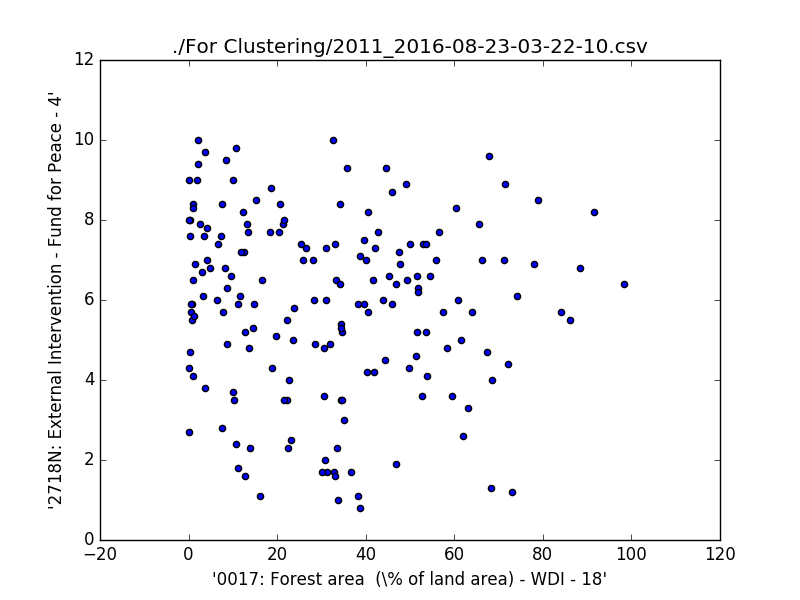 ./For Clustering/2011_2016-08-23-03-22-10.csv
'2718N: External Intervention - Fund for Peace - 4'
12
10
8
6
4
2
0
−20 0 20 40 60 80 100 120
'0017: Forest area  (\% of land area) - WDI - 18'